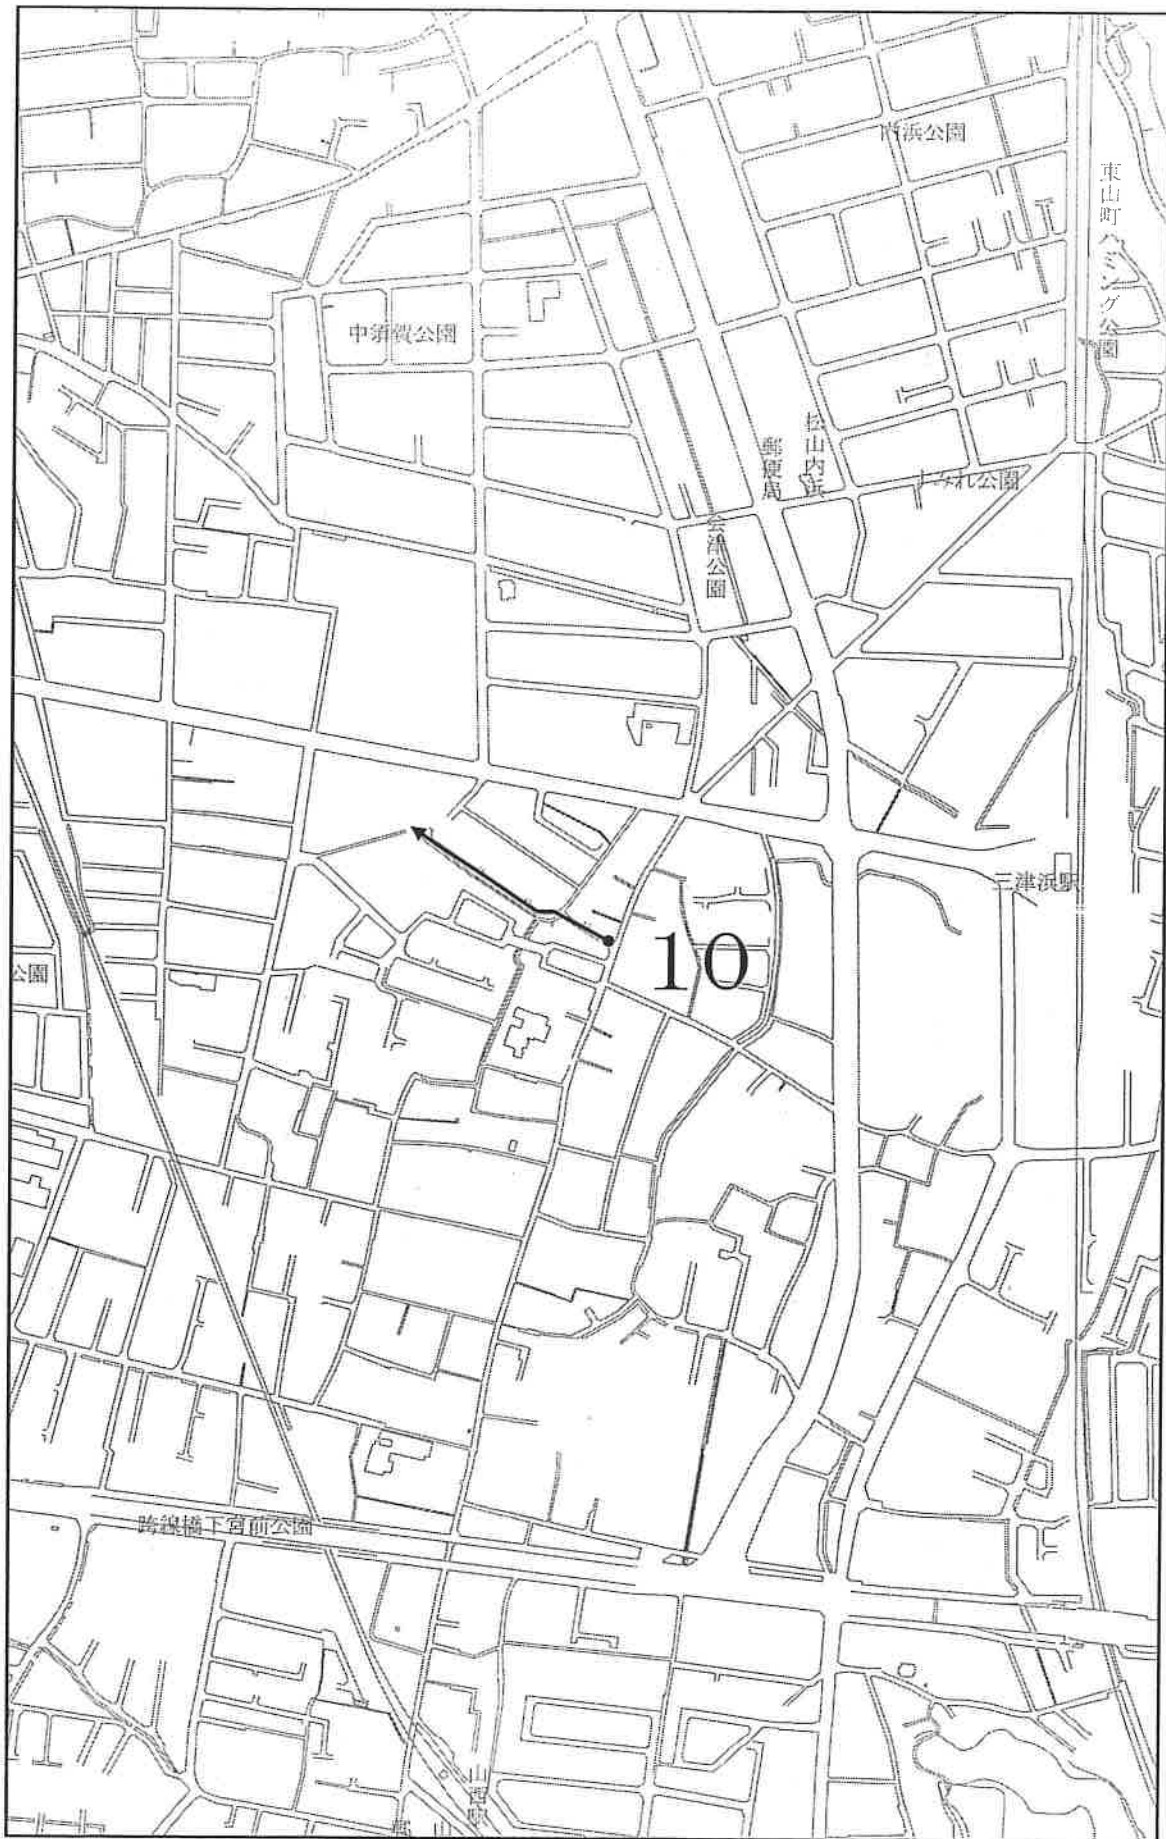 内浜公園
東山町ハミング公園
中須賀公園
松山内浜
郵便局
すみれ公園
会津公園
三津浜駅
10
公園
跨線橋下宮前公園
山西駅